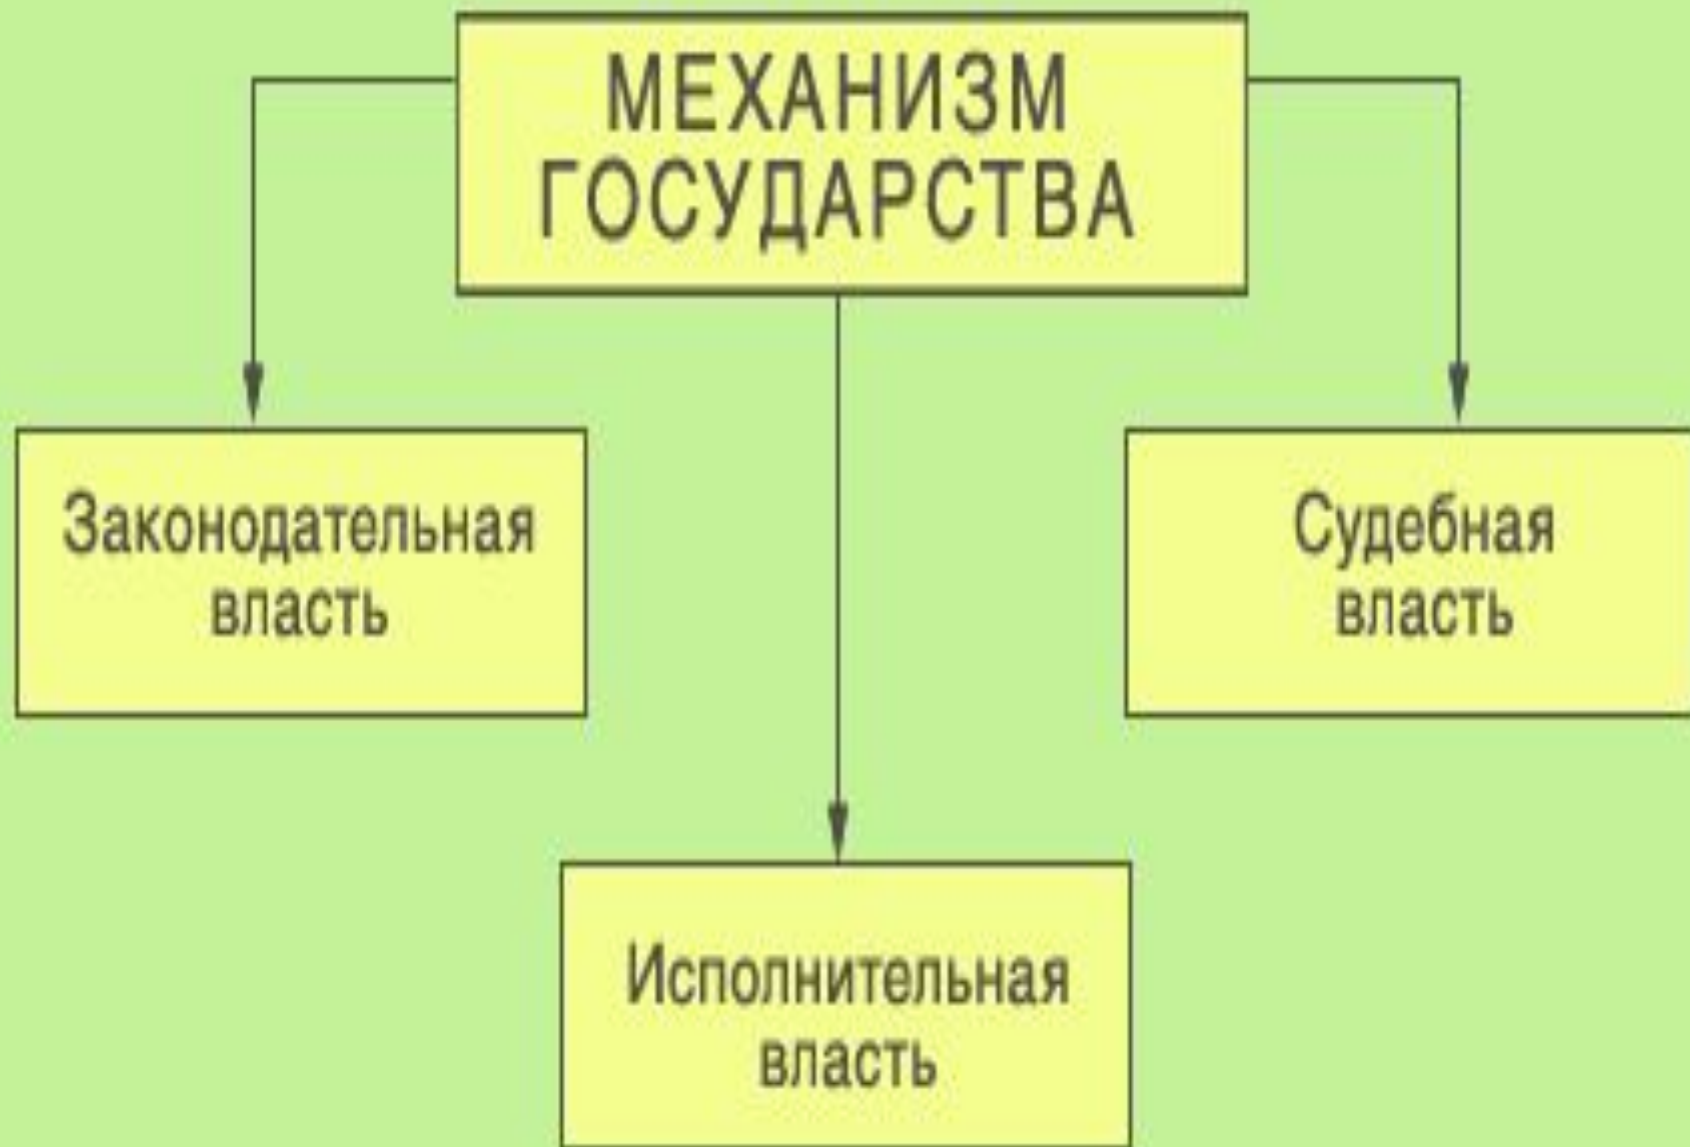 МЕХАНИЗМ
ГОСУДАРСТВА
Законодательная
власть
Судебная
власть
Исполнительная
власть